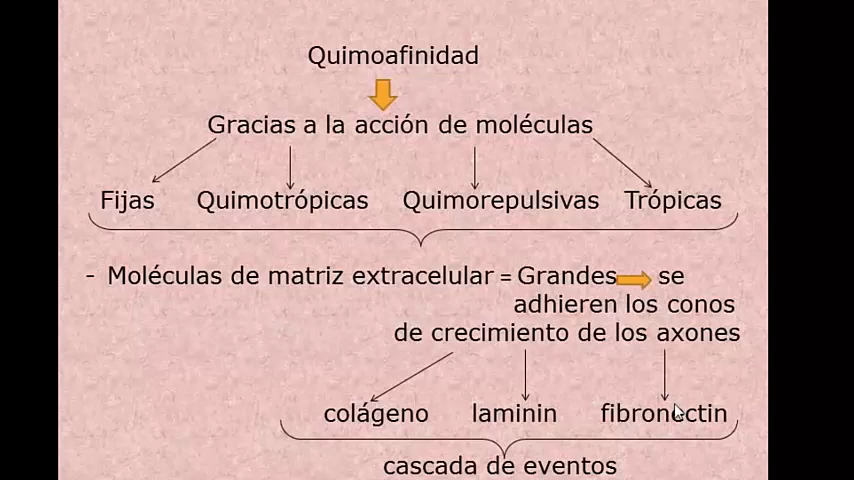 Quimoafinidad
Gracias a la acción de moléculas
Fijas Quimotrópicas Quimorepulsivas Trópicas
- Moléculas de matriz extracelular = Grandes se
adhieren los conos
de crecimiento de los axones
colágeno laminin fibronectin
cascada de eventos